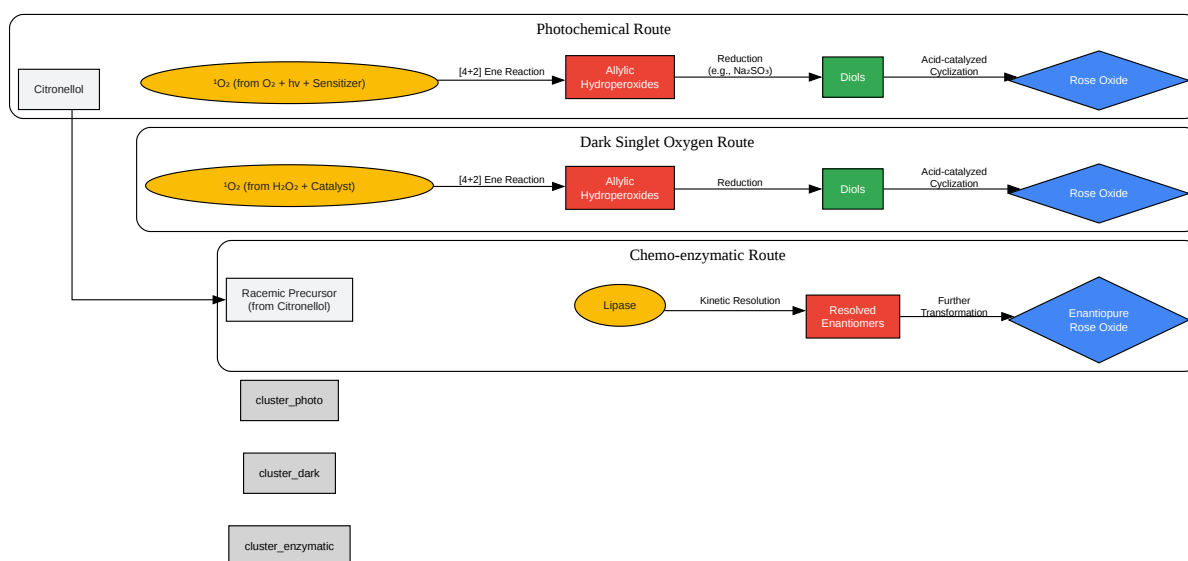 Photochemical Route
Citronellol
¹O₂ (from O₂ + hν + Sensitizer)
[4+2] Ene Reaction
Allylic
Hydroperoxides
Reduction
(e.g., Na₂SO₃)
Diols
Acid-catalyzed
Cyclization
Rose Oxide
Dark Singlet Oxygen Route
¹O₂ (from H₂O₂ + Catalyst)
[4+2] Ene Reaction
Allylic
Hydroperoxides
Reduction
Diols
Acid-catalyzed
Cyclization
Rose Oxide
Chemo-enzymatic Route
Racemic Precursor
(from Citronellol)
Lipase
Kinetic Resolution
Resolved
Enantiomers
Further
Transformation
Enantiopure
Rose Oxide
cluster_photo
cluster_dark
cluster_enzymatic